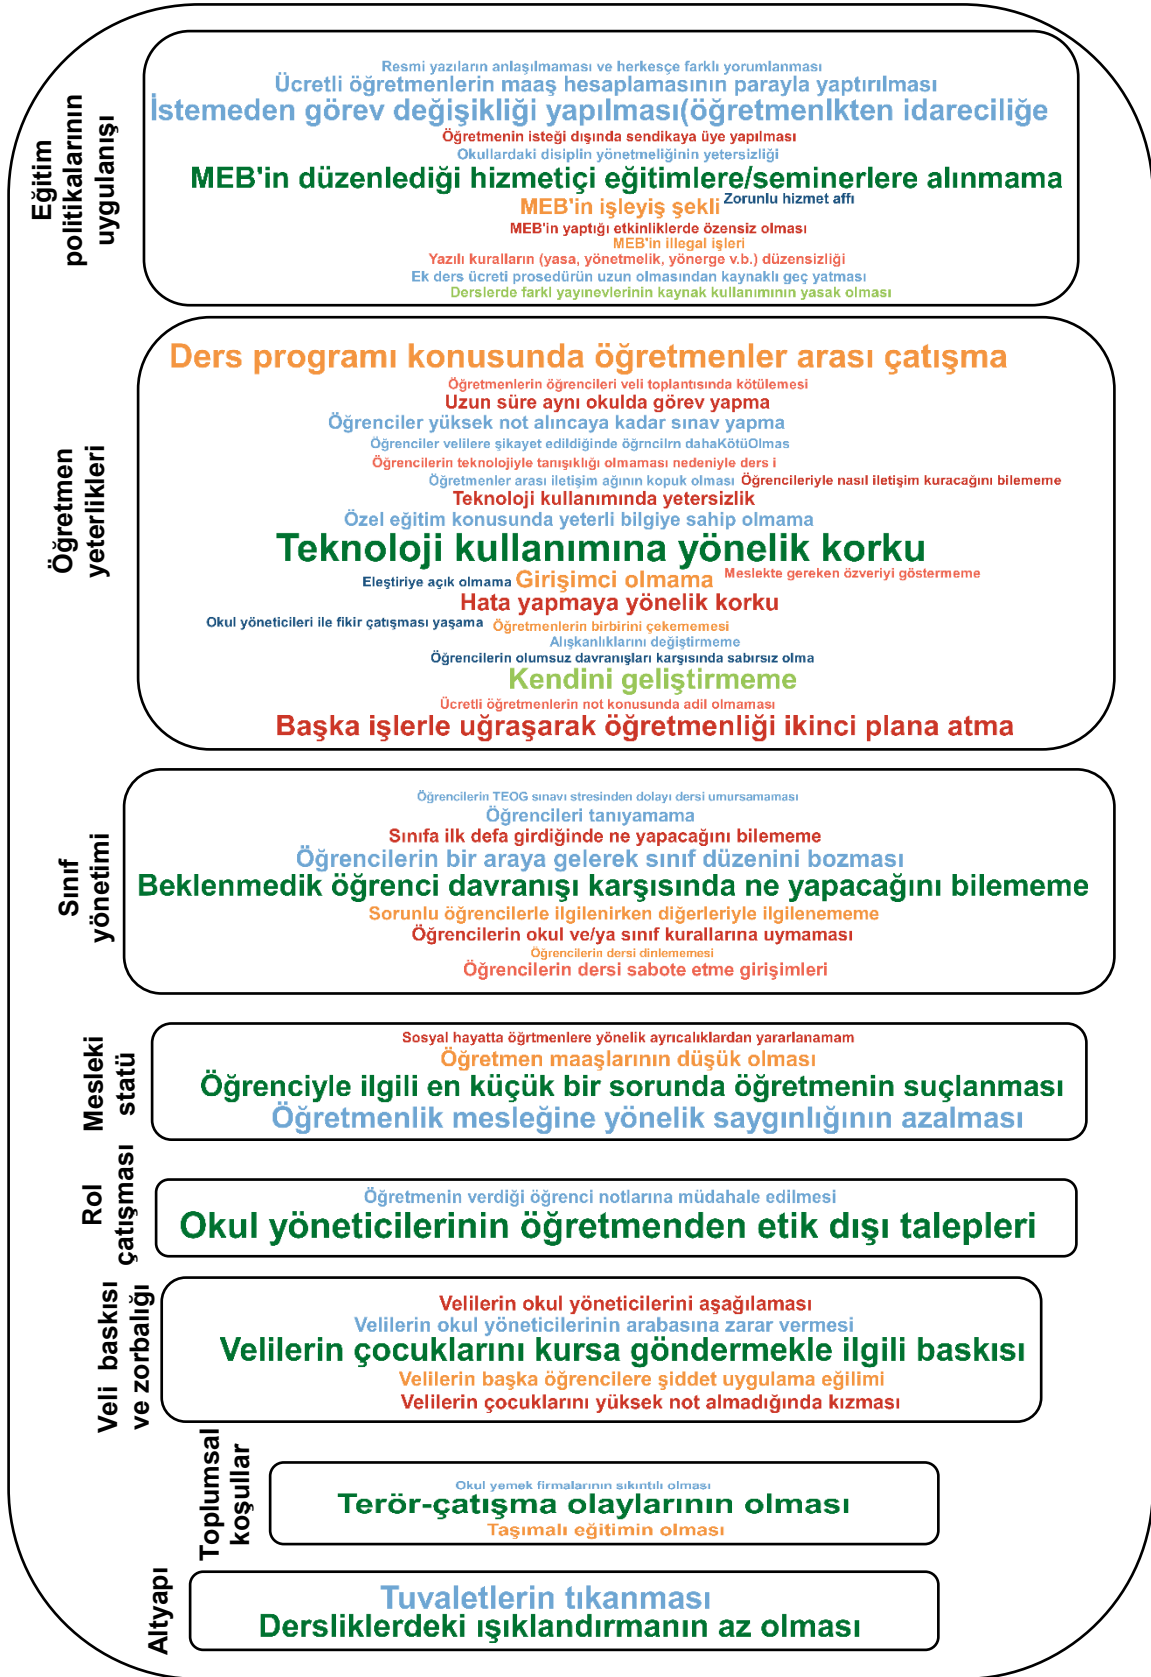 Eğitim
politikalarının
uygulanışı
Resmi yazıların anlaşılmaması ve herkesçe farklı yorumlanması
Ücretli öğretmenlerin maaş hesaplamasının parayla yaptırılması
İstemeden görev değişikliği yapılması(öğretmenlkten idareciliğe
Öğretmenin isteği dışında sendikaya üye yapılması
Okullardaki disiplin yönetmeliğinin yetersizliği
MEB'in düzenlediği hizmetiçi eğitimlere/seminerlere alınmama
MEB'in işleyiş şekli Zorunlu hizmet affı
MEB'in yaptığı etkinliklerde özensiz olması
MEB'in illegal işleri
Yazılı kuralların (yasa, yönetmelik, yönerge v.b.) düzensizliği
Ek ders ücreti prosedürün uzun olmasından kaynaklı geç yatması
Derslerde farkl yayınevlerinin kaynak kullanımının yasak olması
Öğretmen
yeterlikleri
Ders programı konusunda öğretmenler arası çatışma
Öğretmenlerin öğrencileri veli toplantısında kötülemesi
Uzun süre aynı okulda görev yapma
Öğrenciler yüksek not alıncaya kadar sınav yapma
Öğrenciler velilere şikayet edildiğinde öğrncilrn dahaKötüOlmas
Öğrencilerin teknolojiyle tanışıklığı olmaması nedeniyle ders i
Öğretmenler arası iletişim ağının kopuk olması Öğrencileriyle nasıl iletişim kuracağını bilememe
Teknoloji kullanımında yetersizlik
Özel eğitim konusunda yeterli bilgiye sahip olmama
Teknoloji kullanımına yönelik korku
Eleştiriye açık olmama Girişimci olmama Meslekte gereken özveriyi göstermeme
Hata yapmaya yönelik korku
Okul yöneticileri ile fikir çatışması yaşama Öğretmenlerin birbirini çekememesi
Alışkanlıklarını değiştirmeme
Öğrencilerin olumsuz davranışları karşısında sabırsız olma
Kendini geliştirmeme
Ücretli öğretmenlerin not konusunda adil olmaması
Başka işlerle uğraşarak öğretmenliği ikinci plana atma
Sınıf
yönetimi
Öğrencilerin TEOG sınavı stresinden dolayı dersi umursamaması
Öğrencileri tanıyamama
Sınıfa ilk defa girdiğinde ne yapacağını bilememe
Öğrencilerin bir araya gelerek sınıf düzenini bozması
Beklenmedik öğrenci davranışı karşısında ne yapacağını bilememe
Sorunlu öğrencilerle ilgilenirken diğerleriyle ilgilenememe
Öğrencilerin okul ve/ya sınıf kurallarına uymaması
Öğrencilerin dersi dinlememesi
Öğrencilerin dersi sabote etme girişimleri
Mesleki
statü
Sosyal hayatta öğrtmenlere yönelik ayrıcalıklardan yararlanamam
Öğretmen maaşlarının düşük olması
Öğrenciyle ilgili en küçük bir sorunda öğretmenin suçlanması
Öğretmenlik mesleğine yönelik saygınlığının azalması
Rol
çatışması
Öğretmenin verdiği öğrenci notlarına müdahale edilmesi
Okul yöneticilerinin öğretmenden etik dışı talepleri
Veli baskısı
ve zorbalığı
Velilerin okul yöneticilerini aşağılaması
Velilerin okul yöneticilerinin arabasına zarar vermesi
Velilerin çocuklarını kursa göndermekle ilgili baskısı
Velilerin başka öğrencilere şiddet uygulama eğilimi
Velilerin çocuklarını yüksek not almadığında kızması
Toplumsal
koşullar
Okul yemek firmalarının sıkıntılı olması
Terör-çatışma olaylarının olması
Taşımalı eğitimin olması
Altyapı
Tuvaletlerin tıkanması
Dersliklerdeki ışıklandırmanın az olması